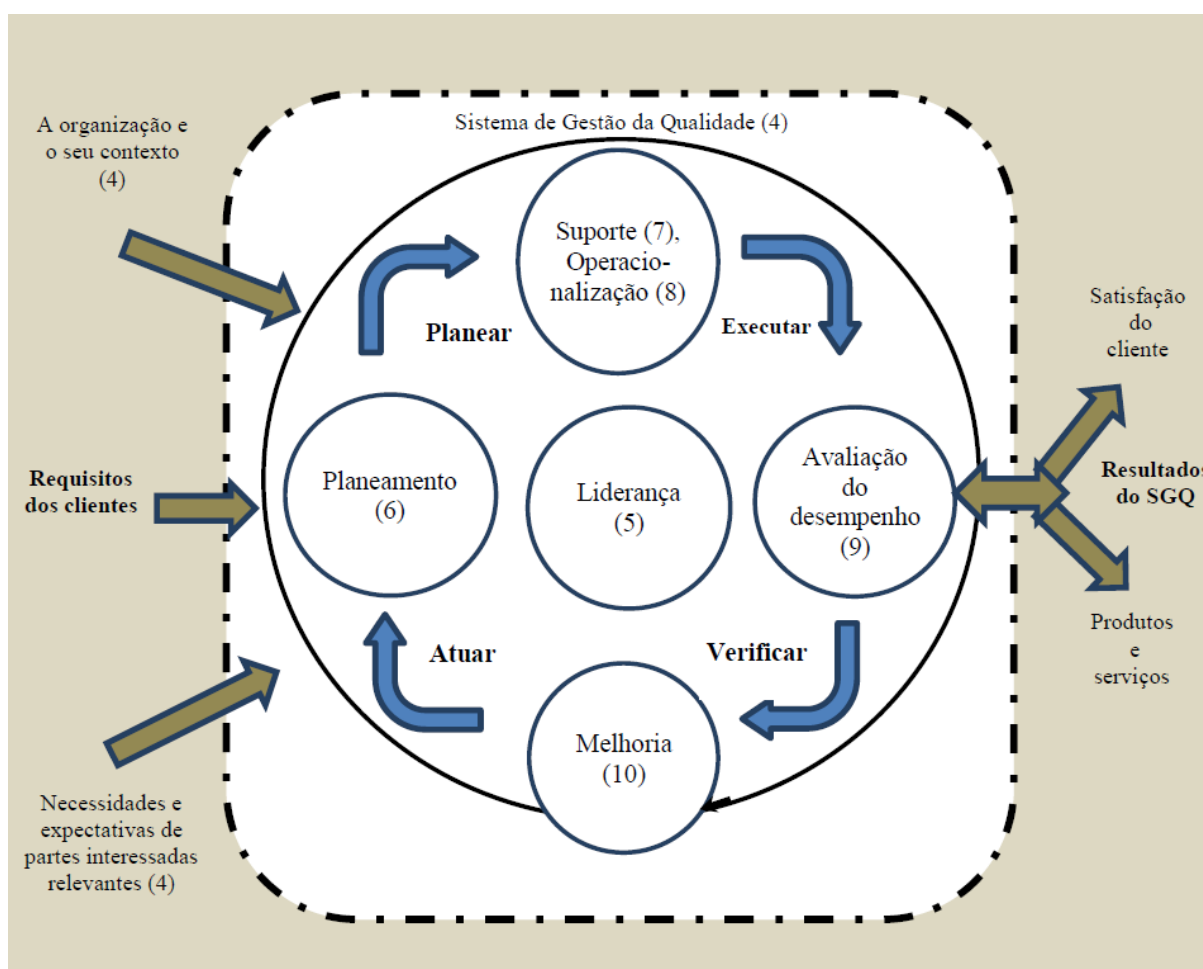 Sistema de Gestão da Qualidade (4)
A organização e
o seu contexto
(4)
Suporte (7),
Operacio-
nalização (8)
Planear
Executar
Satisfação
do
cliente
Requisitos
dos clientes
Planeamento
(6)
Liderança
(5)
Avaliação
do
desempenho
(9)
Resultados
do SGQ
Atuar
Verificar
Produtos
e
serviços
Melhoria
(10)
Necessidades e
expectativas de
partes interessadas
relevantes (4)